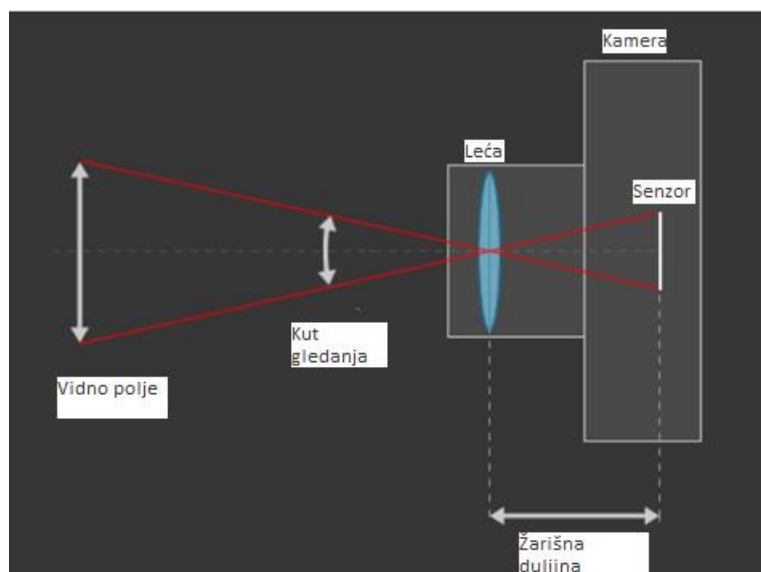 Kamera
Leća
Senzor
Kut
gledanja
Vidno polje
Žarišna
duljina